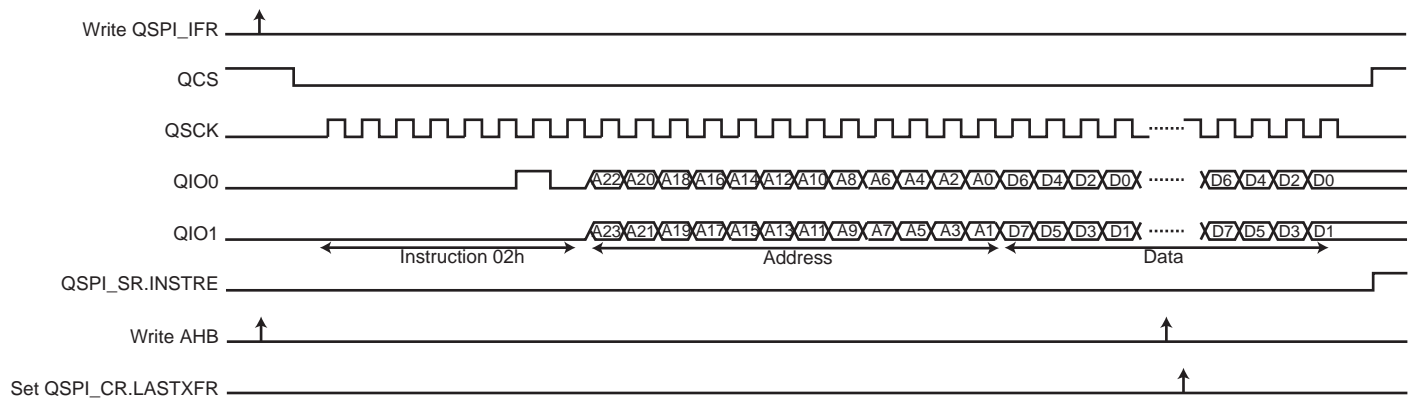 Write QSPI_IFR
QCS
QSCK
QIO0 A22 A20 A18 A16 A14 A12 A10 A8 A6 A4 A2 A0 D6 D4 D2 D0 D6 D4 D2 D0
QIO1 A23 A21 A19 A17 A15 A13 A11 A9 A7 A5 A3 A1 D7 D5 D3 D1 D7 D5 D3 D1
Instruction 02h Address Data
QSPI_SR.INSTRE
Write AHB
Set QSPI_CR.LASTXFR